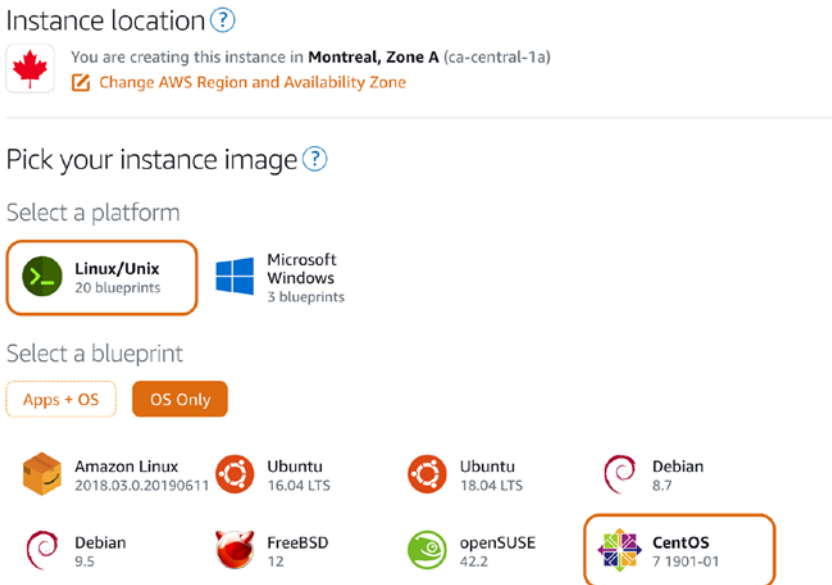 Instance location ?
You are creating this instance in Montreal, Zone A (ca-central-1a)
Change AWS Region and Availability Zone
Pick your instance image ?
Select a platform
Linux/Unix
20 blueprints
Microsoft
Windows
3 blueprints
Select a blueprint
Apps + OS
OS Only
Amazon Linux
2018.03.0.20190611
Ubuntu
16.04 LTS
Ubuntu
18.04 LTS
Debian
8.7
Debian
9.5
FreeBSD
12
openSUSE
42.2
CentOS
7 1901-01